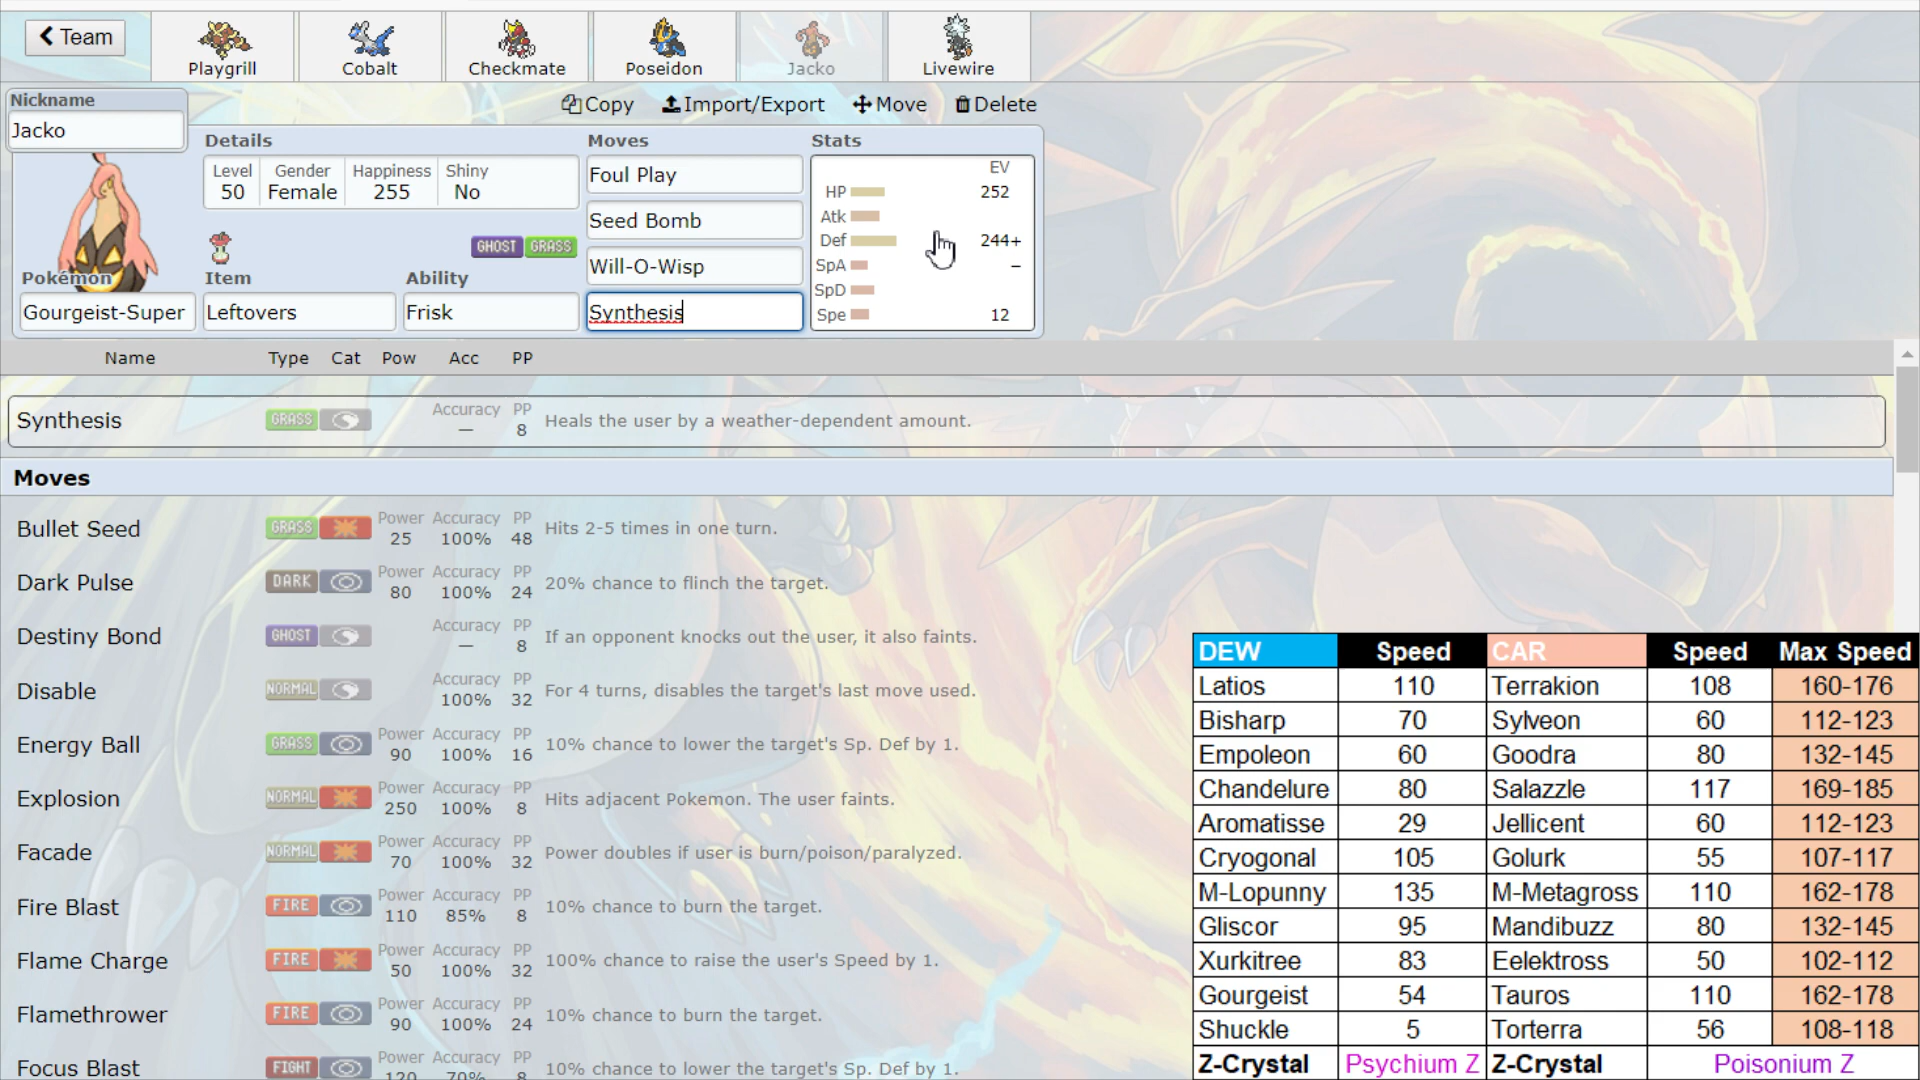 Team
Playgrill
Cobalt
Checkmate
Poseidon
Jacko
Livewire
Nickname
Jacko
Copy
Import/Export
Move
Delete
Details
Moves
Stats
Level
50
Gender
Female
Happiness
255
Shiny
No
GHOST GRASS
Pokémon
Gourgeist-Super
Item
Leftovers
Ability
Frisk
Foul Play
Seed Bomb
Will-O-Wisp
Synthesis
EV
HP 252
Atk
Def 244+
SpA −
SpD
Spe 12
Name Type Cat Pow Acc PP
Synthesis GRASS Accuracy — PP 8 Heals the user by a weather-dependent amount.
Moves
Bullet Seed GRASS Power 25 Accuracy 100% PP 48 Hits 2-5 times in one turn.
Dark Pulse DARK Power 80 Accuracy 100% PP 24 20% chance to flinch the target.
Destiny Bond GHOST Accuracy — PP 8 If an opponent knocks out the user, it also faints.
Disable NORMAL Accuracy 100% PP 32 For 4 turns, disables the target's last move used.
Energy Ball GRASS Power 90 Accuracy 100% PP 16 10% chance to lower the target's Sp. Def by 1.
Explosion NORMAL Power 250 Accuracy 100% PP 8 Hits adjacent Pokemon. The user faints.
Facade NORMAL Power 70 Accuracy 100% PP 32 Power doubles if user is burn/poison/paralyzed.
Fire Blast FIRE Power 110 Accuracy 85% PP 8 10% chance to burn the target.
Flame Charge FIRE Power 50 Accuracy 100% PP 32 100% chance to raise the user's Speed by 1.
Flamethrower FIRE Power 90 Accuracy 100% PP 24 10% chance to burn the target.
Focus Blast FIGHT Power 120 Accuracy 70% PP 8 10% chance to lower the target's Sp. Def by 1.
DEW Speed CAR Speed Max Speed
Latios 110 Terrakion 108 160-176
Bisharp 70 Sylveon 60 112-123
Empoleon 60 Goodra 80 132-145
Chandelure 80 Salazzle 117 169-185
Aromatisse 29 Jellicent 60 112-123
Cryogonal 105 Golurk 55 107-117
M-Lopunny 135 M-Metagross 110 162-178
Gliscor 95 Mandibuzz 80 132-145
Xurkitree 83 Eelektross 50 102-112
Gourgeist 54 Tauros 110 162-178
Shuckle 5 Torterra 56 108-118
Z-Crystal Psychium Z Z-Crystal Poisonium Z